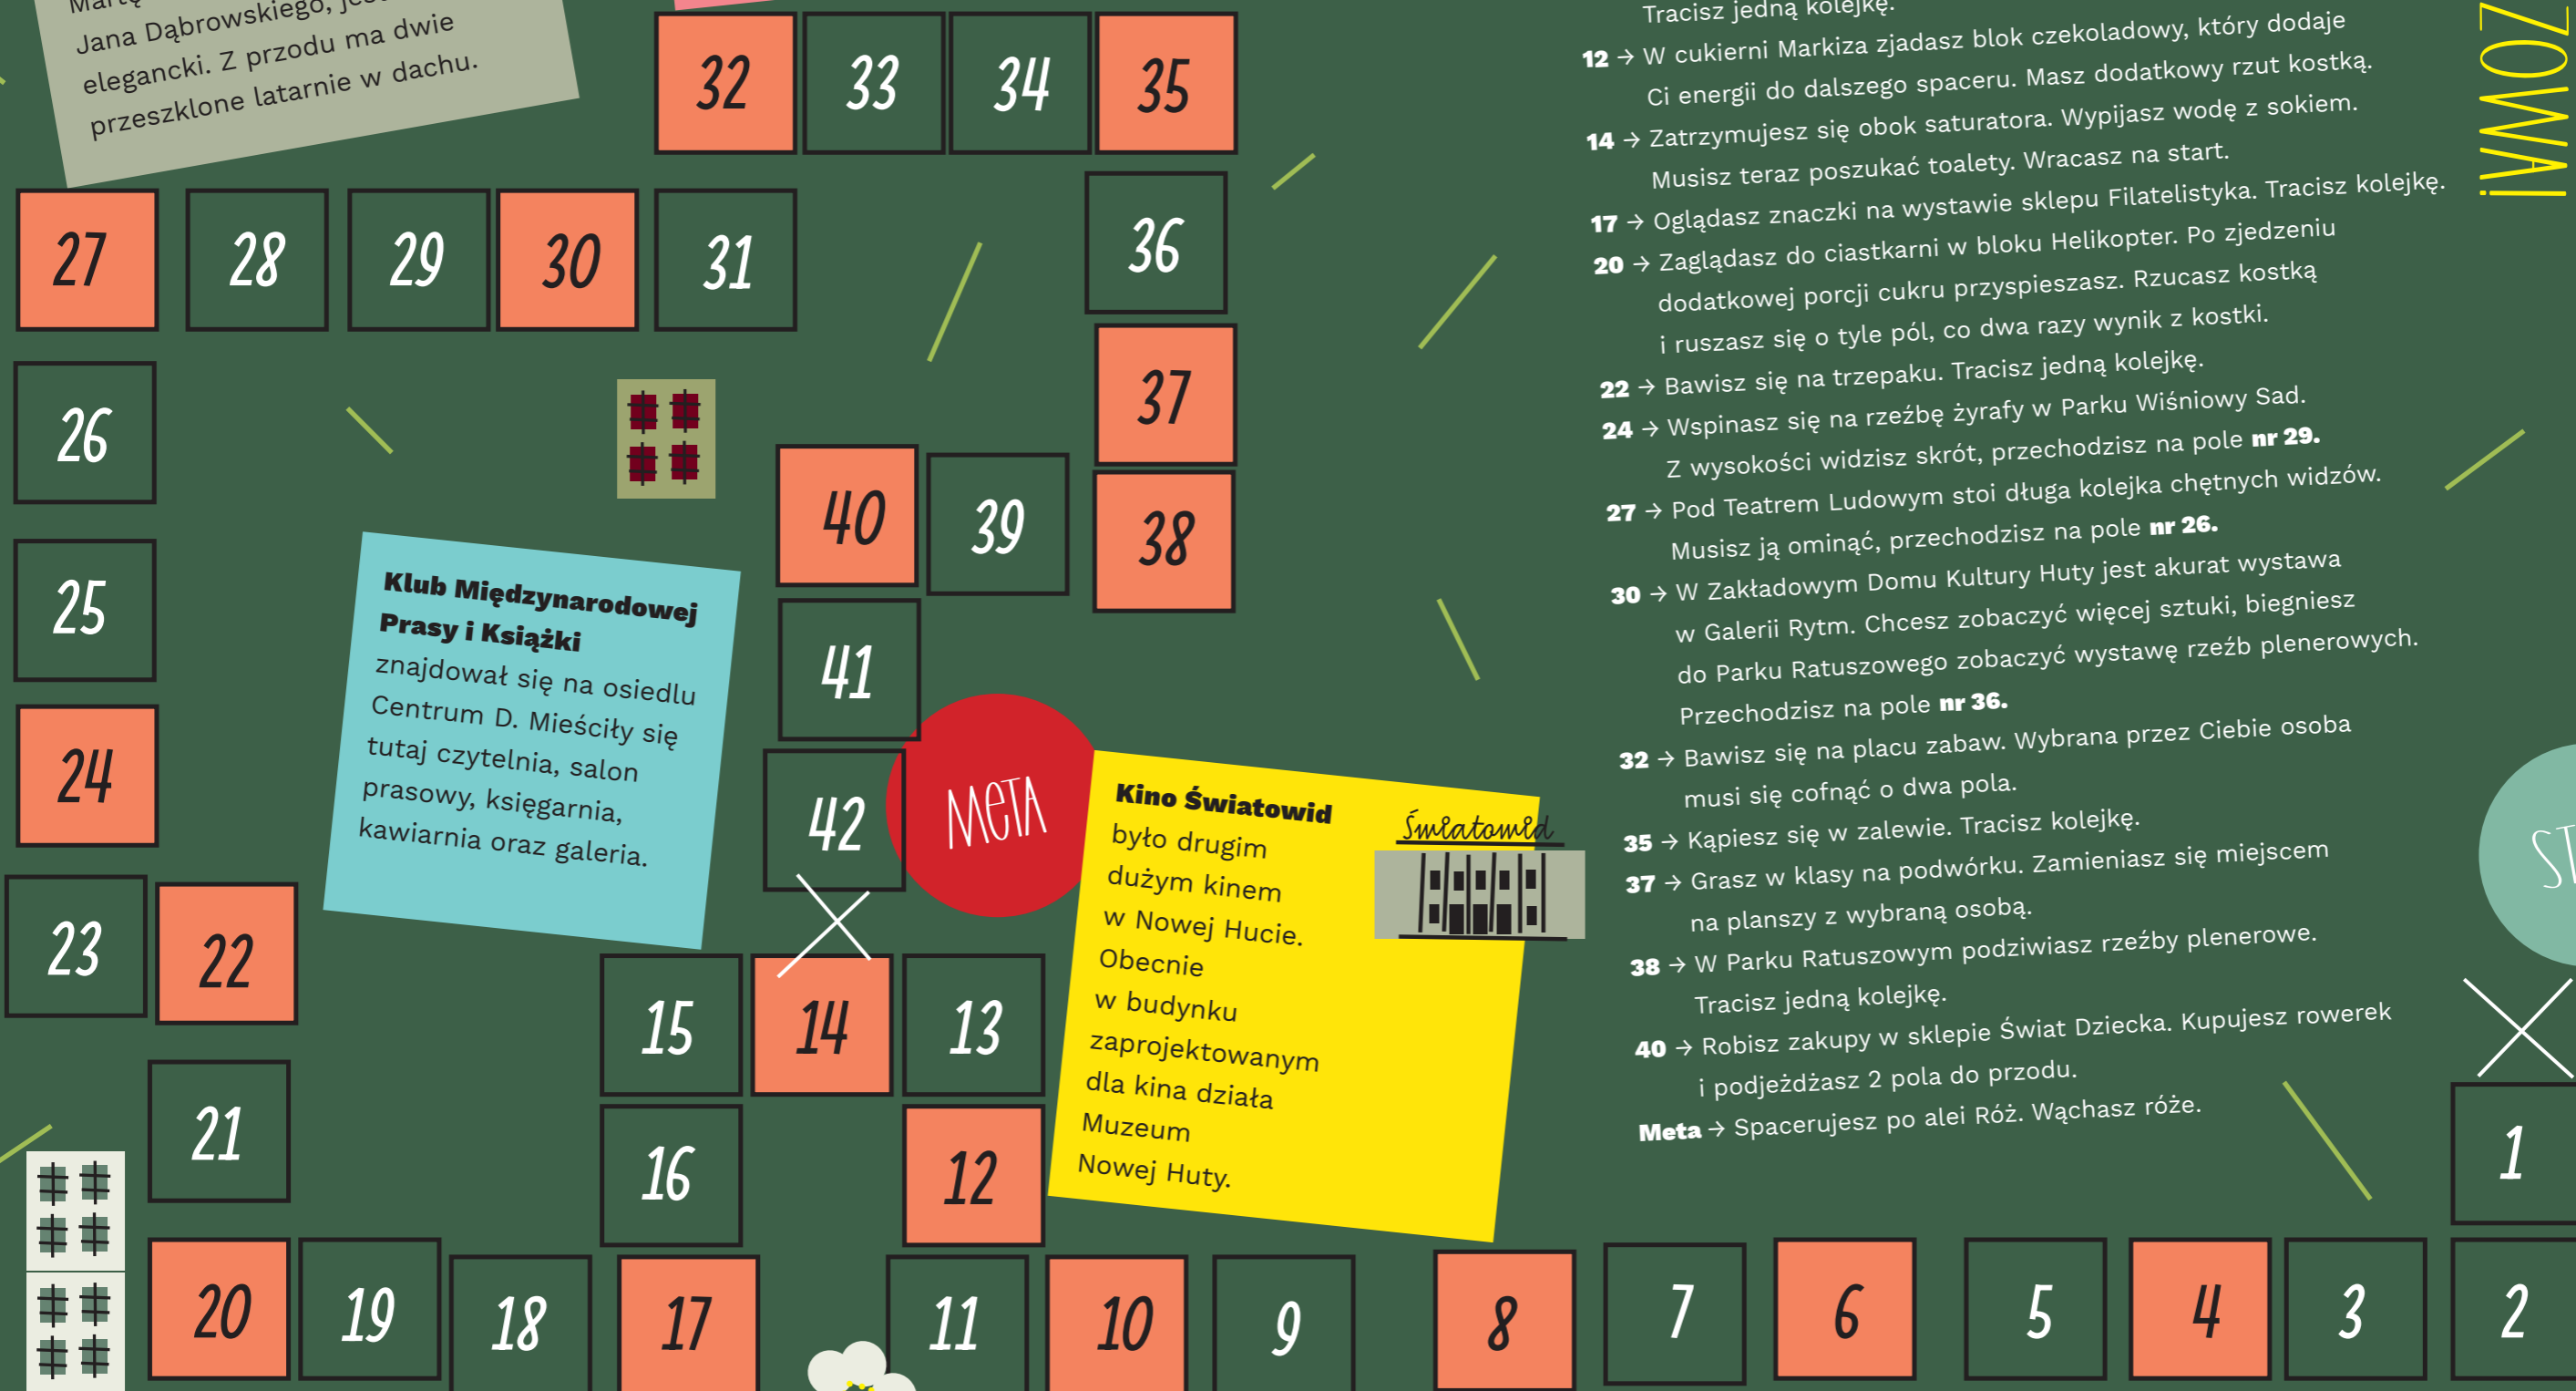 Jana Dąbrowskiego,
elegancki. Z przodu ma dwie
przeszklone latarnie w dachu.
32 33 34 35
27 28 29 30 31
36
26
37
40 39 38
25
41
24
42
META
23 22
15 14 13
21
16
12
20 19 18 17 11 10 9 8 7 6 5 4 3 2
1
Klub Międzynarodowej
Prasy i Książki
znajdował się na osiedlu
Centrum D. Mieściły się
tutaj czytelnia, salon
prasowy, księgarnia,
kawiarnia oraz galeria.
Kino Światowid
było drugim
dużym kinem
w Nowej Hucie.
Obecnie
w budynku
zaprojektowanym
dla kina działa
Muzeum
Nowej Huty.
Światowid
Tracisz jedną kolejkę.
12 → W cukierni Markiza zjadasz blok czekoladowy, który dodaje
Ci energii do dalszego spaceru. Masz dodatkowy rzut kostką.
14 → Zatrzymujesz się obok saturatora. Wypijasz wodę z sokiem.
Musisz teraz poszukać toalety. Wracasz na start.
17 → Oglądasz znaczki na wystawie sklepu Filatelistyka. Tracisz kolejkę.
20 → Zaglądasz do ciastkarni w bloku Helikopter. Po zjedzeniu
dodatkowej porcji cukru przyspieszasz. Rzucasz kostką
i ruszasz się o tyle pól, co dwa razy wynik z kostki.
22 → Bawisz się na trzepaku. Tracisz jedną kolejkę.
24 → Wspinasz się na rzeźbę żyrafy w Parku Wiśniowy Sad.
Z wysokości widzisz skrót, przechodzisz na pole nr 29.
27 → Pod Teatrem Ludowym stoi długa kolejka chętnych widzów.
Musisz ją ominąć, przechodzisz na pole nr 26.
30 → W Zakładowym Domu Kultury Huty jest akurat wystawa
w Galerii Rytm. Chcesz zobaczyć więcej sztuki, biegniesz
do Parku Ratuszowego zobaczyć wystawę rzeźb plenerowych.
Przechodzisz na pole nr 36.
32 → Bawisz się na placu zabaw. Wybrana przez Ciebie osoba
musi się cofnąć o dwa pola.
35 → Kąpiesz się w zalewie. Tracisz kolejkę.
37 → Grasz w klasy na podwórku. Zamieniasz się miejscem
na planszy z wybraną osobą.
38 → W Parku Ratuszowym podziwiasz rzeźby plenerowe.
Tracisz jedną kolejkę.
40 → Robisz zakupy w sklepie Świat Dziecka. Kupujesz rowerek
i podjeżdżasz 2 pola do przodu.
Meta → Spacerujesz po alei Róż. Wąchasz róże.